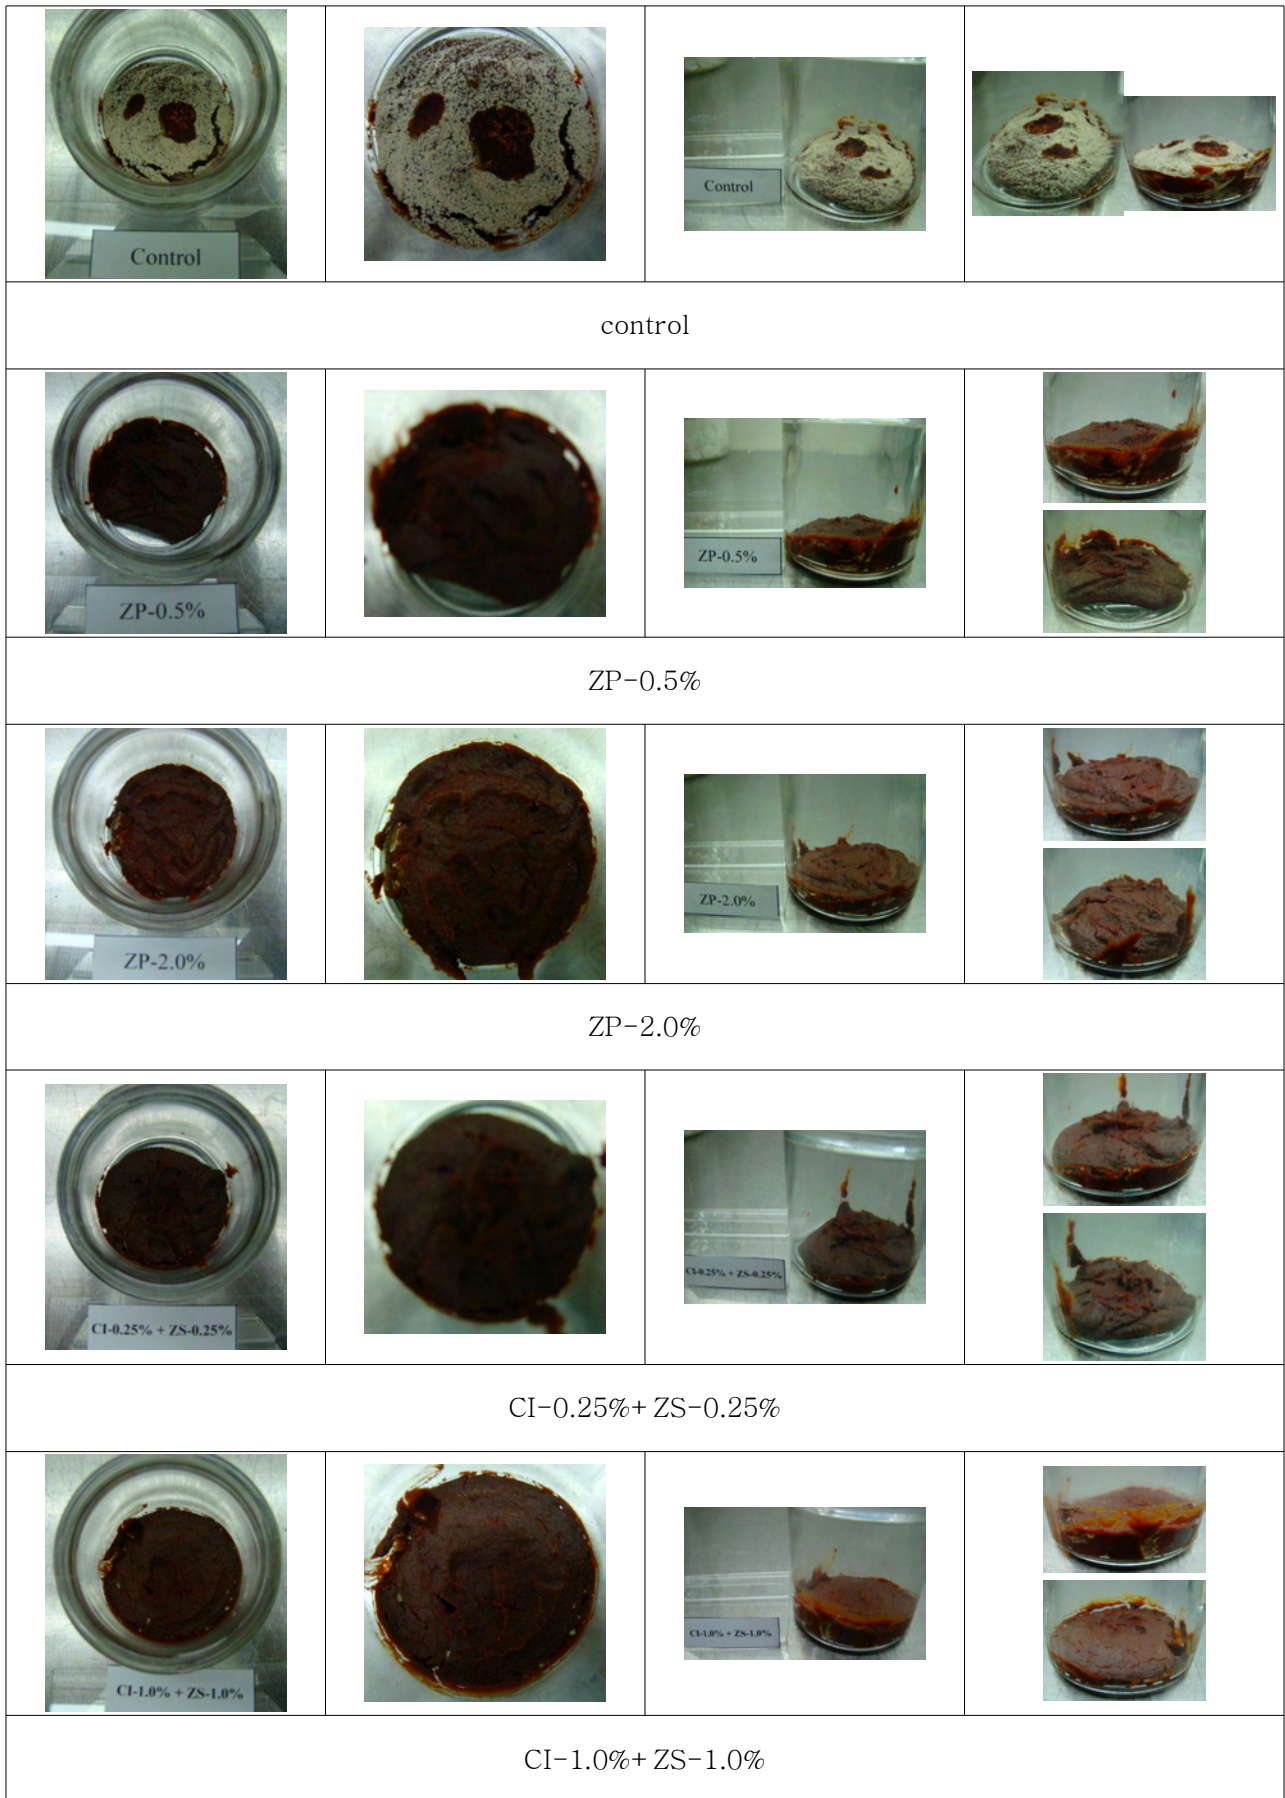 Control
Control
control
ZP-0.5%
ZP-0.5%
ZP-0.5%
ZP-2.0%
ZP-2.0%
ZP-2.0%
CI-0.25% + ZS-0.25%
CI-0.25% + ZS-0.25%
CI-0.25%+ ZS-0.25%
CI-1.0% + ZS-1.0%
CI-1.0% + ZS-1.0%
CI-1.0%+ ZS-1.0%